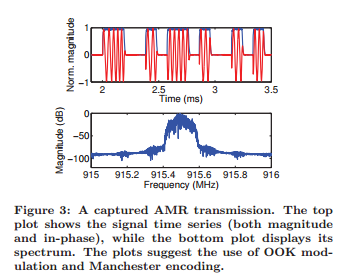 Norm. magnitude
1
0
−1
2 2.5 3 3.5
Time (ms)
Magnitude (dB)
0
−50
−100
915 915.2 915.4 915.6 915.8 916
Frequency (MHz)
Figure 3: A captured AMR transmission. The top
plot shows the signal time series (both magnitude
and in-phase), while the bottom plot displays its
spectrum. The plots suggest the use of OOK mod-
ulation and Manchester encoding.